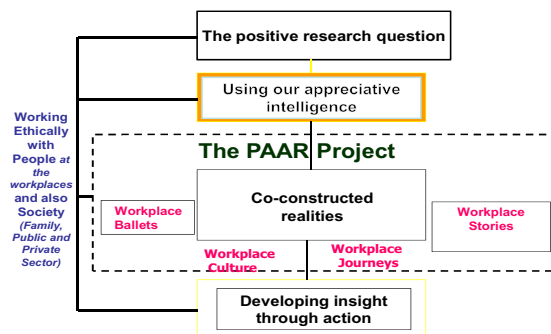 The positive research question
Using our appreciative
intelligence
Working
Ethically
with
People at
the
workplaces
and also
Society
(Family,
Public and
Private
Sector)
The PAAR Project
Co-constructed
realities
Workplace
Ballets
Workplace
Stories
Workplace
Culture
Workplace
Journeys
Developing insight
through action